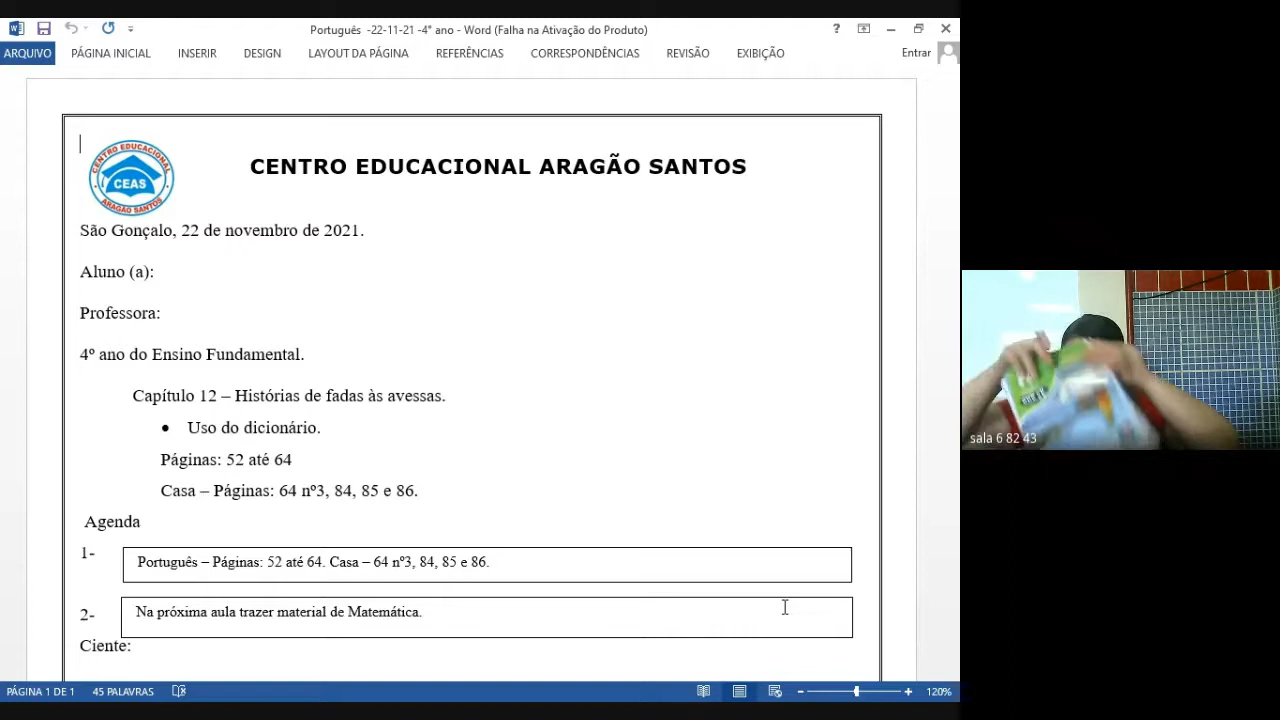 Português -22-11-21 -4° ano - Word (Falha na Ativação do Produto)
ARQUIVO PÁGINA INICIAL INSERIR DESIGN LAYOUT DA PÁGINA REFERÊNCIAS CORRESPONDÊNCIAS REVISÃO EXIBIÇÃO Entrar
CENTRO EDUCACIONAL
CEAS
ARAGÃO SANTOS
CENTRO EDUCACIONAL ARAGÃO SANTOS
São Gonçalo, 22 de novembro de 2021.
Aluno (a):
Professora:
4º ano do Ensino Fundamental.
Capítulo 12 – Histórias de fadas às avessas.
• Uso do dicionário.
Páginas: 52 até 64
Casa – Páginas: 64 nº3, 84, 85 e 86.
Agenda
1- Português – Páginas: 52 até 64. Casa – 64 nº3, 84, 85 e 86.
2- Na próxima aula trazer material de Matemática.
Ciente:
sala 6 82 43
PÁGINA 1 DE 1 45 PALAVRAS 120%